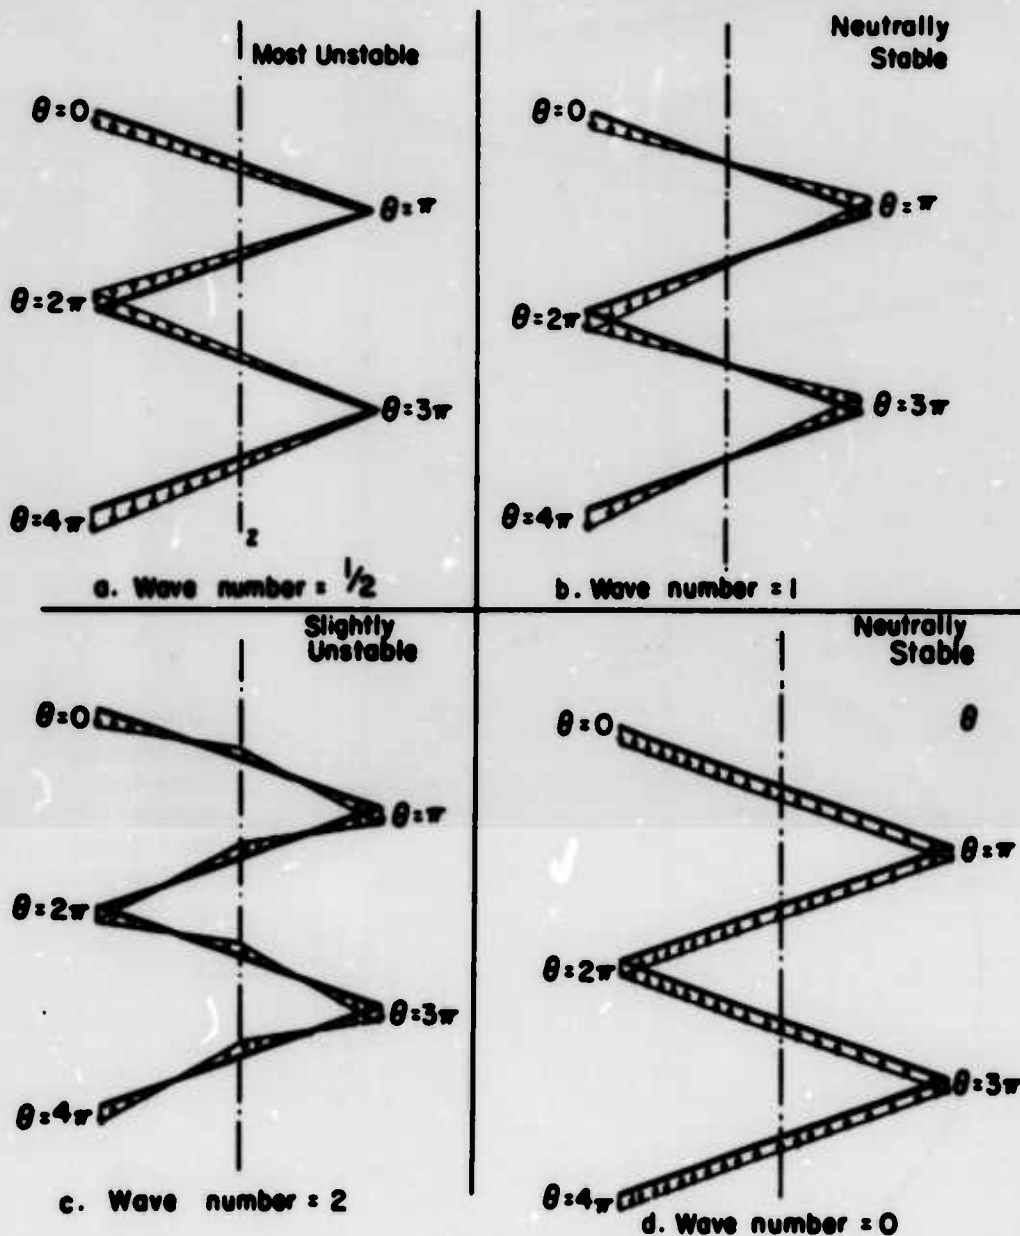 Most Unstable
θ=0
θ=π
θ=2π
θ=3π
θ=4π
z
a. Wave number = 1/2
Neutrally
Stable
θ=0
θ=π
θ=2π
θ=3π
θ=4π
b. Wave number = 1
Slightly
Unstable
θ=0
θ=π
θ=2π
θ=3π
θ=4π
c. Wave number = 2
Neutrally
Stable
θ
θ=0
θ=π
θ=2π
θ=3π
θ=4π
d. Wave number = 0